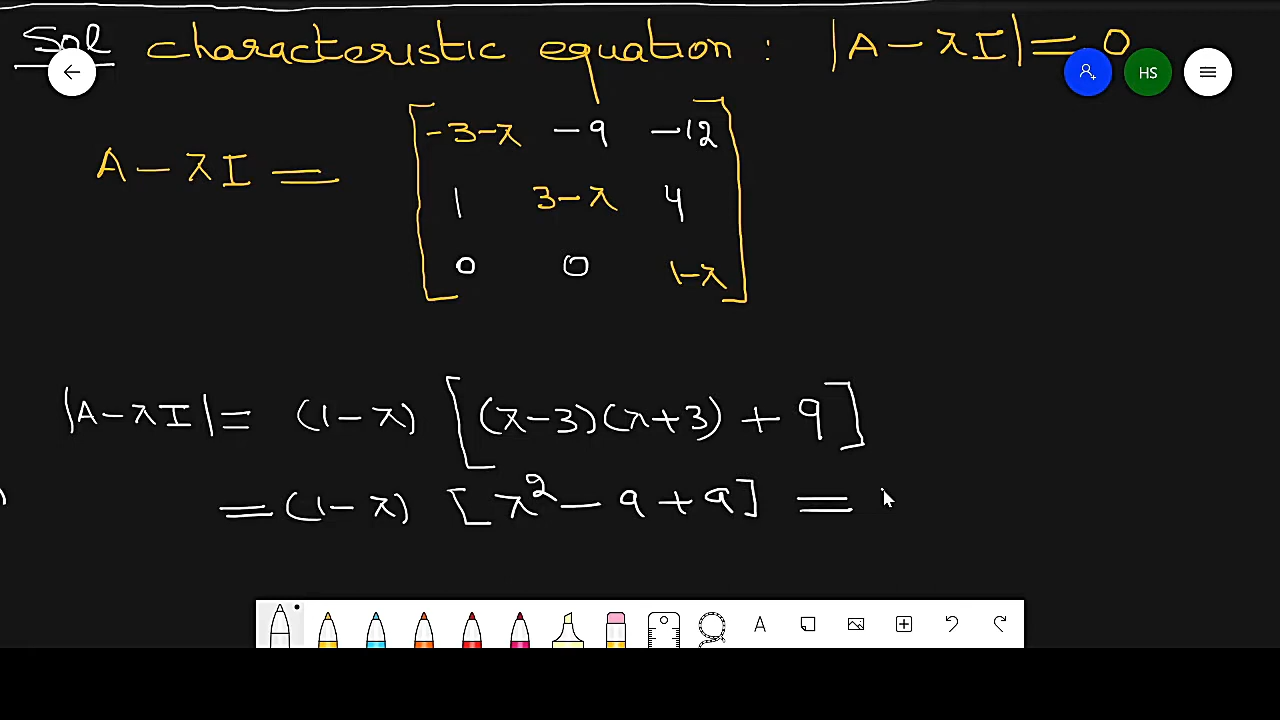 Sol characteristic equation : |A - λI| = 0
HS
A - λI = [ -3-λ -9 -12
1 3-λ 4
0 0 1-λ ]
|A - λI| = (1 - λ) [(λ - 3)(λ + 3) + 9]
= (1 - λ) [λ² - 9 + 9] =
A